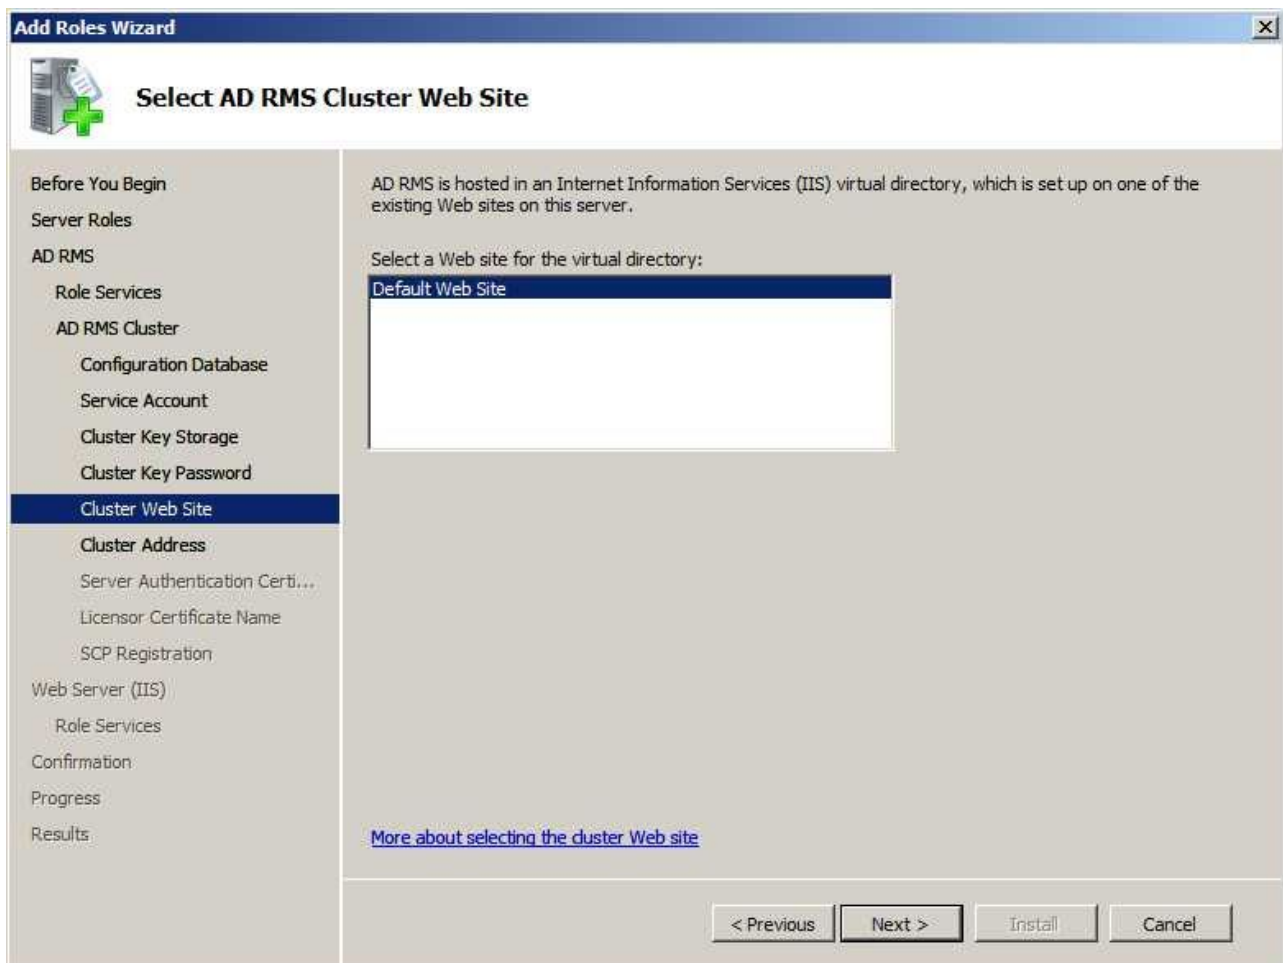 Add Roles Wizard
Select AD RMS Cluster Web Site
Before You Begin
Server Roles
AD RMS
Role Services
AD RMS Cluster
Configuration Database
Service Account
Cluster Key Storage
Cluster Key Password
Cluster Web Site
Cluster Address
Server Authentication Certi...
Licensor Certificate Name
SCP Registration
Web Server (IIS)
Role Services
Confirmation
Progress
Results
AD RMS is hosted in an Internet Information Services (IIS) virtual directory, which is set up on one of the
existing Web sites on this server.
Select a Web site for the virtual directory:
Default Web Site
More about selecting the cluster Web site
< Previous
Next >
Install
Cancel